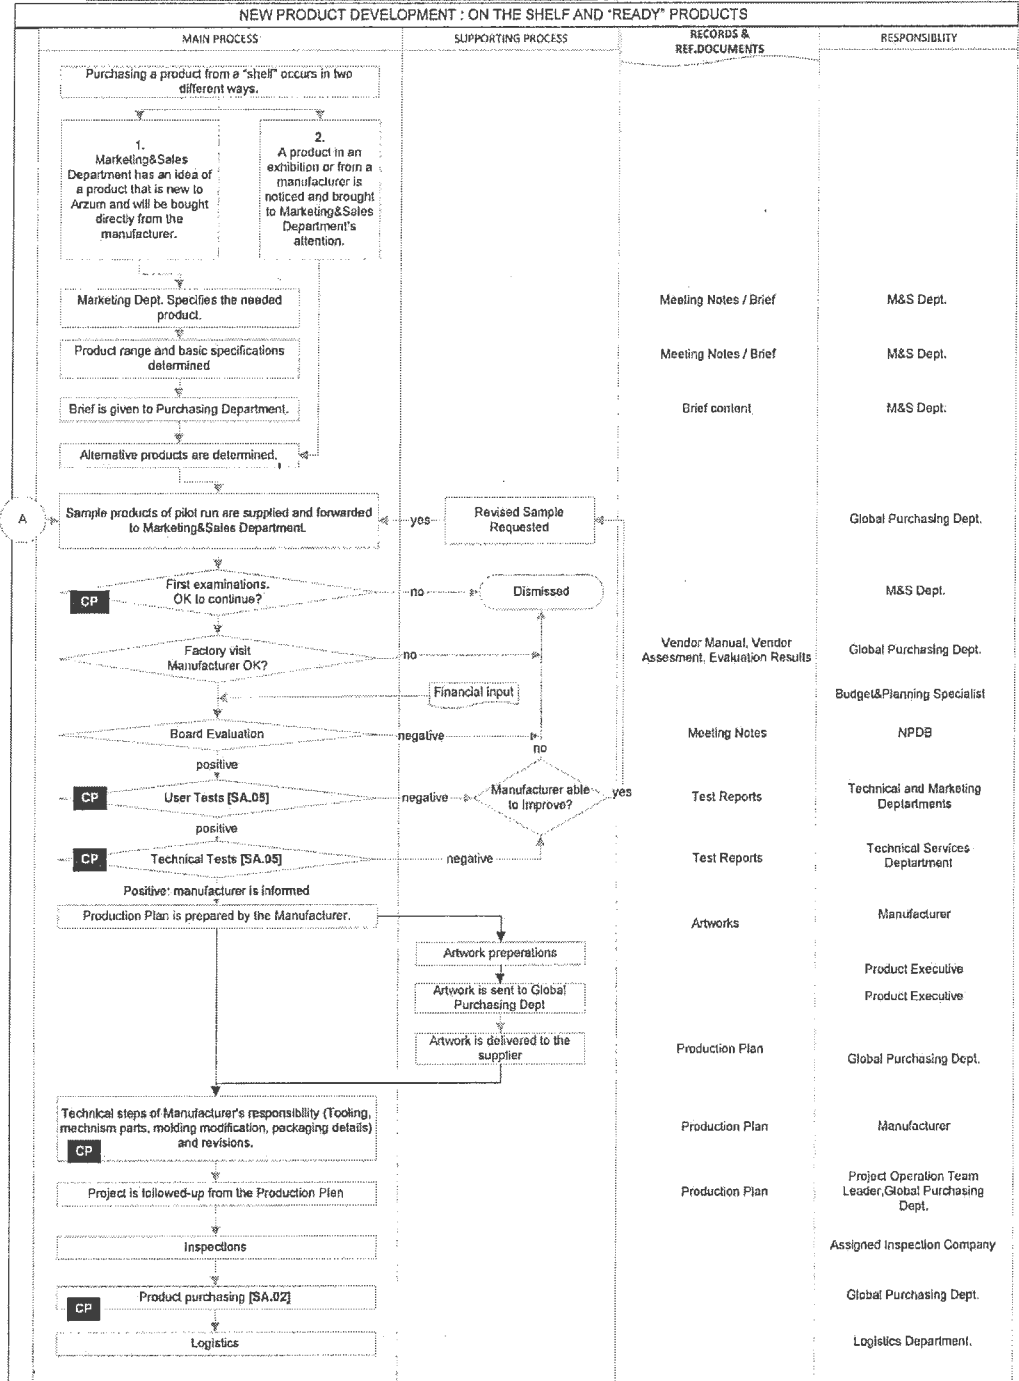 NEW PRODUCT DEVELOPMENT : ON THE SHELF AND "READY" PRODUCTS
MAIN PROCESS
SUPPORTING PROCESS
RECORDS &
REF.DOCUMENTS
RESPONSIBLITY
Purchasing a product from a "shelf" occurs in two
different ways.
1.
Marketing&Sales
Department has an idea of
a product that is new to
Arzum and will be bought
directly from the
manufacturer.
2.
A product in an
exhibition or from a
manufacturer is
noticed and brought
to Marketing&Sales
Department's
attention.
Marketing Dept. Specifies the needed
product.
Meeting Notes / Brief
M&S Dept.
Product range and basic specifications
determined
Meeting Notes / Brief
M&S Dept.
Brief is given to Purchasing Department.
Brief content
M&S Dept.
Alternative products are determined.
A
Sample products of pilot run are supplied and forwarded
to Marketing&Sales Department.
yes
Revised Sample
Requested
Global Purchasing Dept.
First examinations.
OK to continue?
CP
no
Dismissed
M&S Dept.
Factory visit
Manufacturer OK?
no
Vendor Manual, Vendor
Assesment, Evaluation Results
Global Purchasing Dept.
Financial input
Budget&Planning Specialist
Board Evaluation
negative
Meeting Notes
NPDB
no
positive
CP
User Tests [SA.05]
negative
Manufacturer able
to Improve?
yes
Test Reports
Technical and Marketing
Deptartments
positive
CP
Technical Tests [SA.05]
negative
Test Reports
Technical Services
Deptartment
Positive: manufacturer is informed
Production Plan is prepared by the Manufacturer.
Artworks
Manufacturer
Artwork preperations
Product Executive
Artwork is sent to Global
Purchasing Dept
Product Executive
Artwork is delivered to the
supplier
Production Plan
Global Purchasing Dept.
Technical steps of Manufacturer's responsibility (Tooling,
mechnism parts, molding modification, packaging details)
and revisions.
CP
Production Plan
Manufacturer
Project is followed-up from the Production Plan
Production Plan
Project Operation Team
Leader,Global Purchasing
Dept.
Inspections
Assigned Inspection Company
Product purchasing [SA.02]
CP
Global Purchasing Dept.
Logistics
Logistics Department.